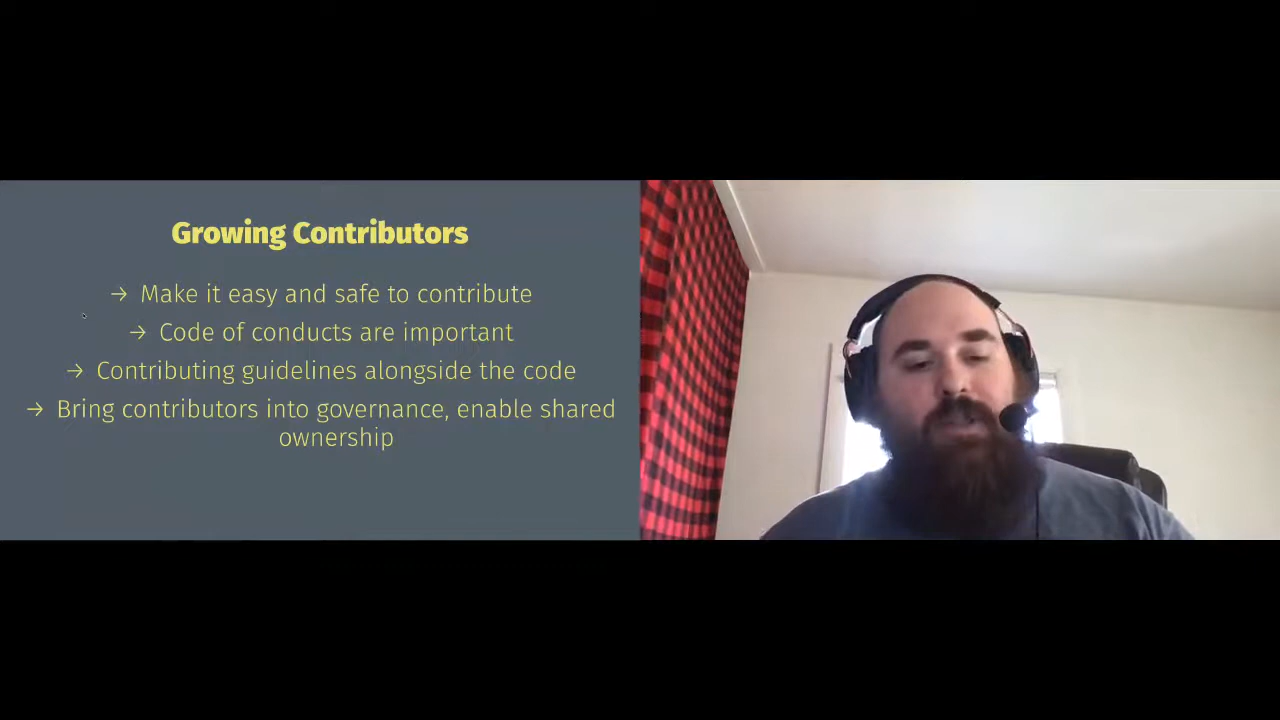 Growing Contributors
→ Make it easy and safe to contribute
→ Code of conducts are important
→ Contributing guidelines alongside the code
→ Bring contributors into governance, enable shared
ownership